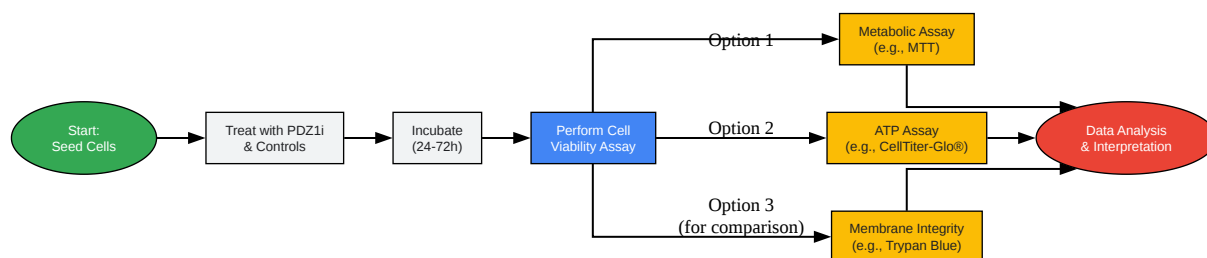 Start:
Seed Cells
Treat with PDZ1i
& Controls
Incubate
(24-72h)
Perform Cell
Viability Assay
Option 1
Metabolic Assay
(e.g., MTT)
Option 2
ATP Assay
(e.g., CellTiter-Glo®)
Option 3
(for comparison)
Membrane Integrity
(e.g., Trypan Blue)
Data Analysis
& Interpretation